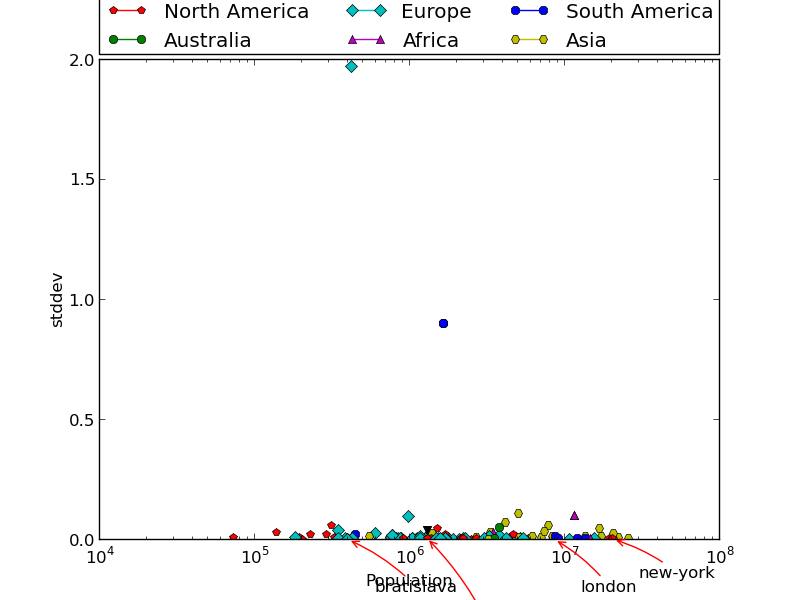 North America Europe South America
Australia Africa Asia
2.0
1.5
1.0
0.5
0.0
stddev
10^4 10^5 10^6 10^7 10^8
Population
bratislava
london
new-york